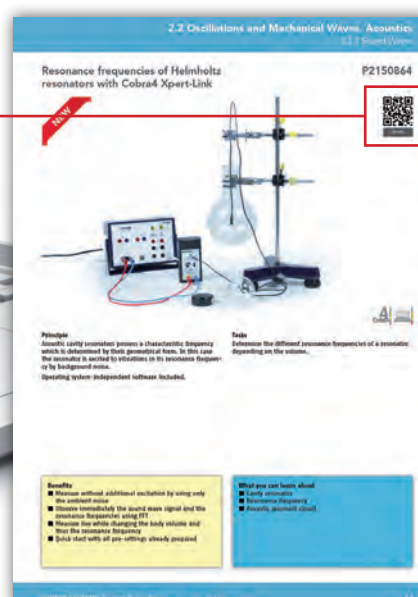 2.2 Oscillations and Mechanical Waves, Acoustics
2.2.3 Sound Waves
Resonance frequencies of Helmholtz
resonators with Cobra4 Xpert-Link
P2150864
NEW
Principle
Acoustic cavity resonators possess a characteristic frequency
which is determined by their geometrical form. In this case
the resonator is excited to vibrations in its resonance frequen-
cy by background noise.
Operating system-independent software included.
Tasks
Determine the different resonance frequencies of a resonator
depending on the volume.
Benefits
■ Measure without additional excitation by using only
the ambient noise
■ Observe immediately the sound wave signal and the
resonance frequencies using FFT
■ Measure live while changing the body volume and
thus the resonance frequency
■ Quick start with all pre-settings already prepared
What you can learn about
■ Cavity resonator
■ Resonance frequency
■ Acoustic resonant circuit